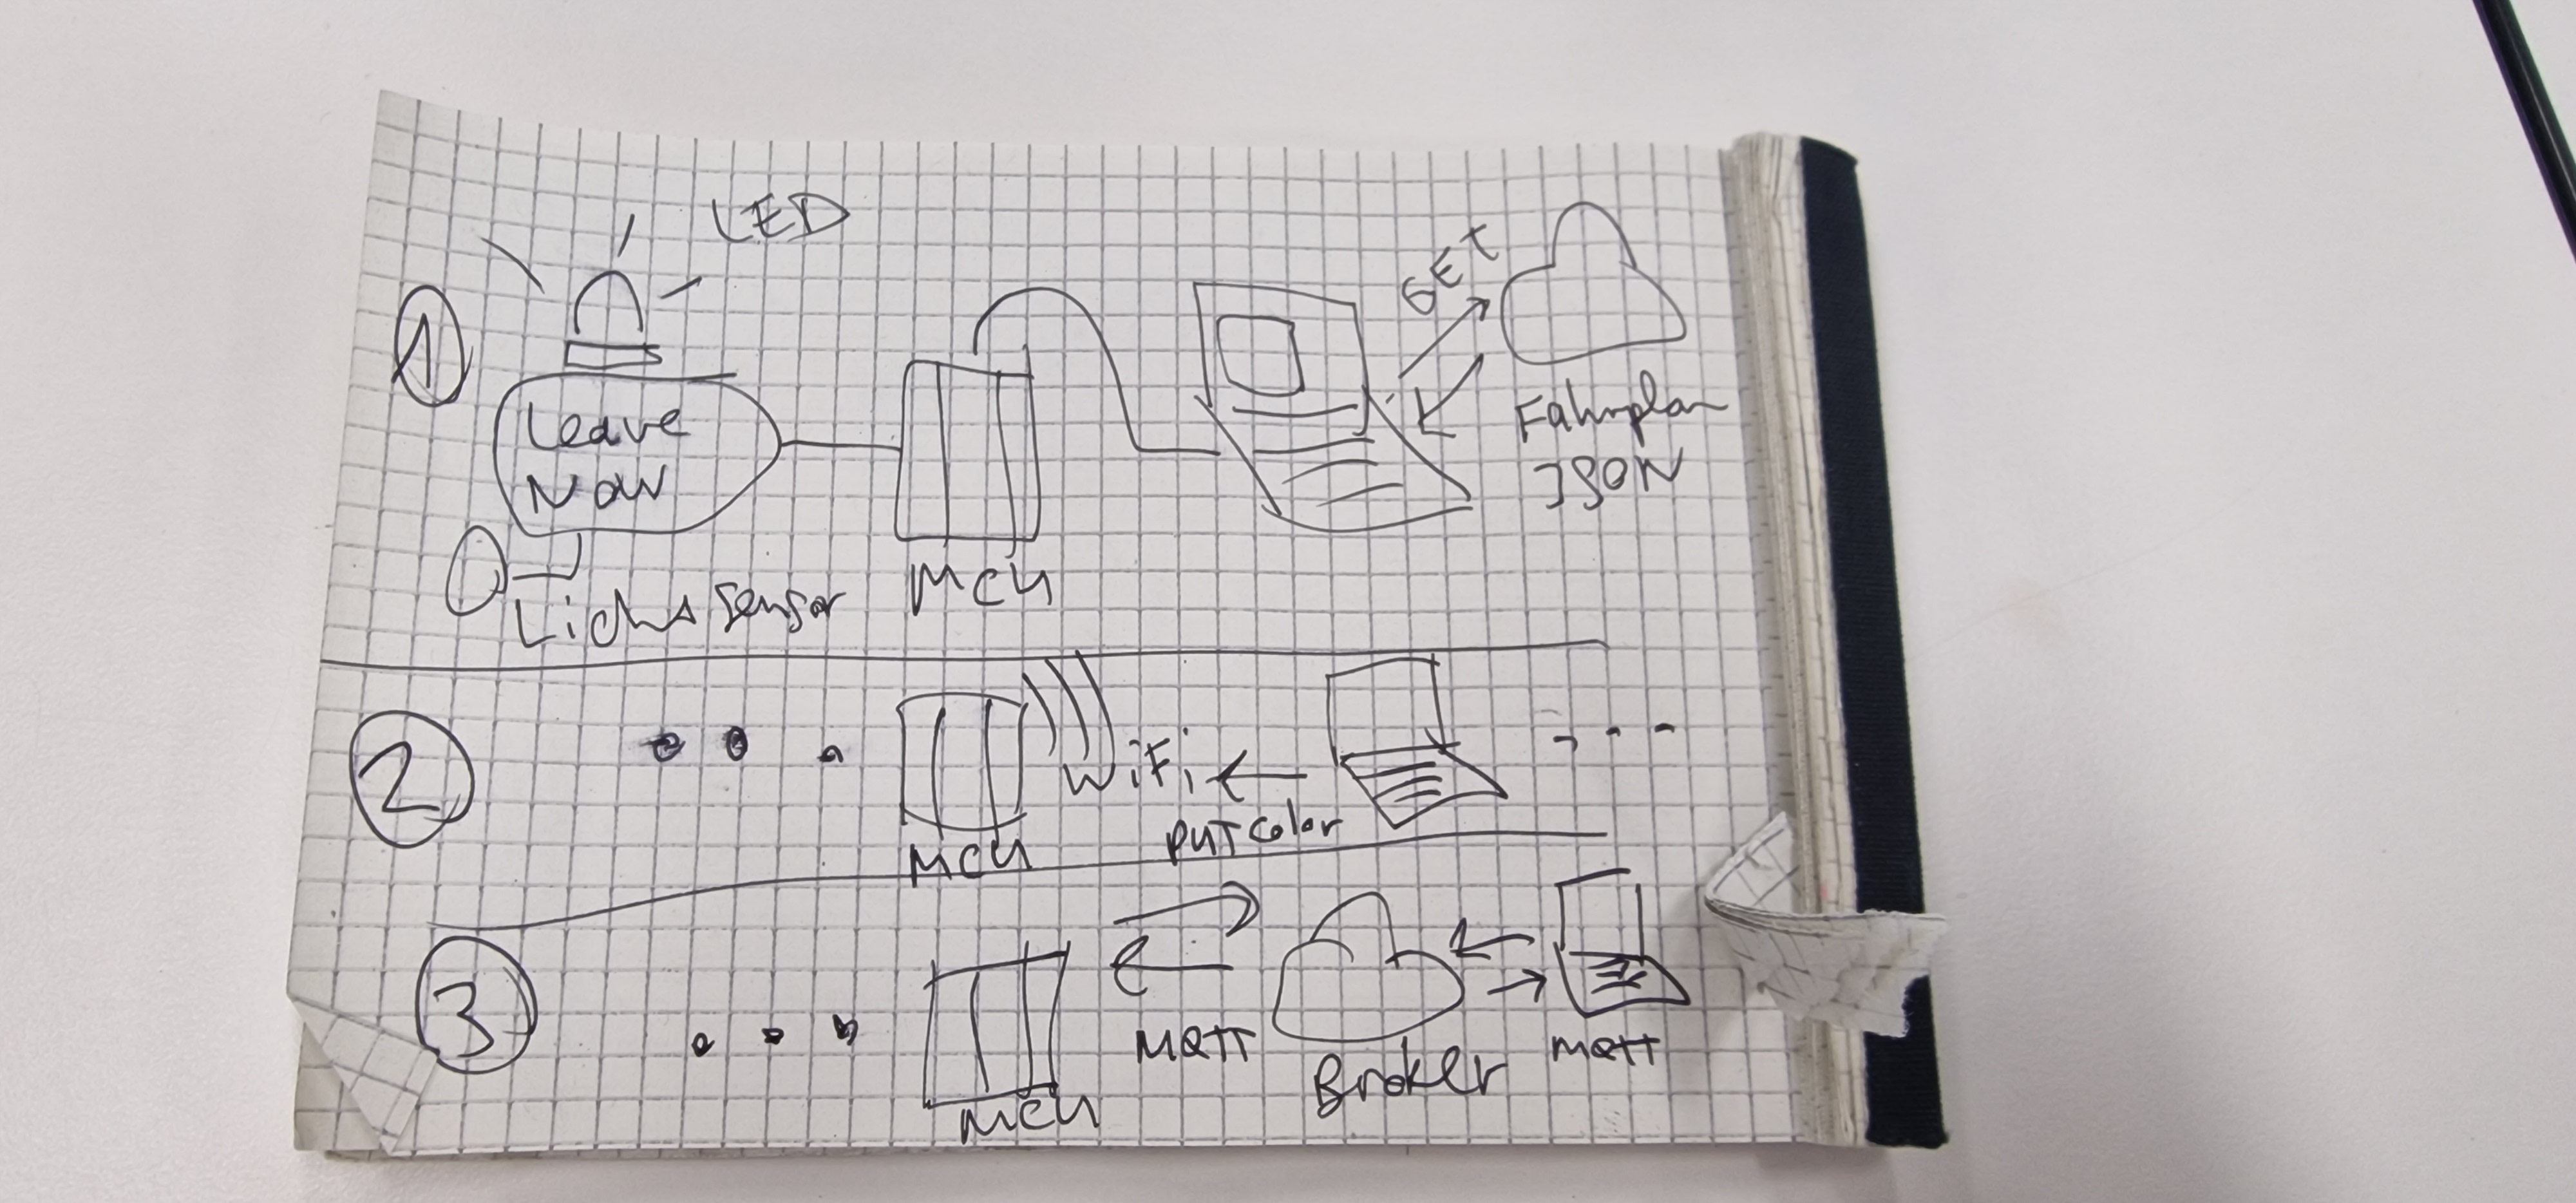 LED
1
GET
Leave
Now
Fahrplan
JSON
Lichtsensor
MCU
2
WiFi
PUT Color
MCU
3
MQTT
Broker
MQTT
MCU